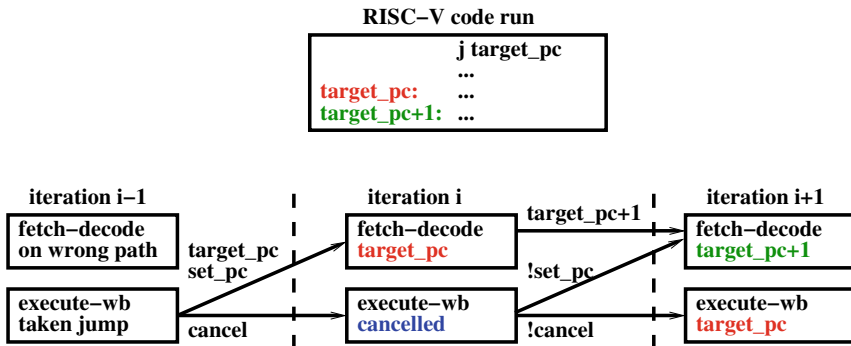 RISC-V code run
j target_pc
...
target_pc: ...
target_pc+1: ...
iteration i-1
iteration i
iteration i+1
fetch-decode
on wrong path
target_pc
set_pc
fetch-decode
target_pc
target_pc+1
fetch-decode
target_pc+1
execute-wb
taken jump
cancel
execute-wb
cancelled
!set_pc
!cancel
execute-wb
target_pc